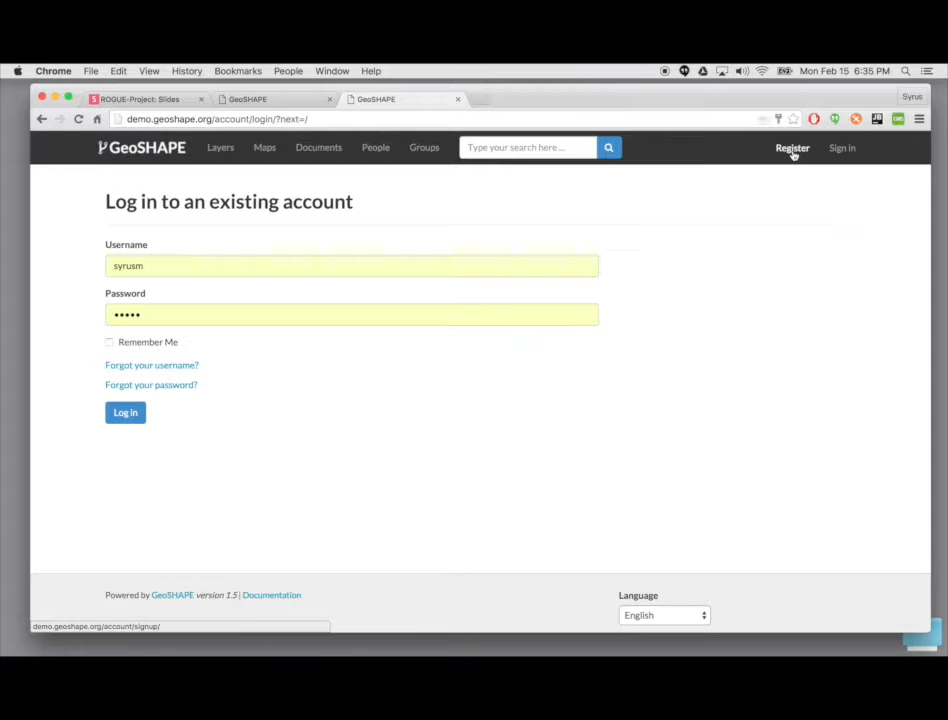 Chrome File Edit View History Bookmarks People Window Help Mon Feb 15 6:35 PM
ROGUE-Project: Slides GeoSHAPE GeoSHAPE Syrus
demo.geoshape.org/account/login/?next=/
GeoSHAPE Layers Maps Documents People Groups Type your search here ... Register Sign in
Log in to an existing account
Username
syrusm
Password
•••••
Remember Me
Forgot your username?
Forgot your password?
Log in
Powered by GeoSHAPE version 1.5 | Documentation
Language
English
demo.geoshape.org/account/signup/